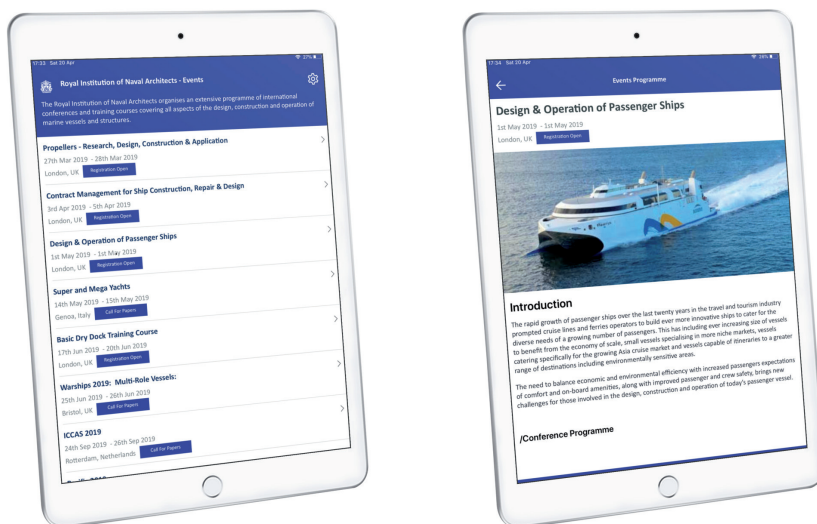 17:33 Sat 20 Apr
27%
Royal Institution of Naval Architects - Events
The Royal Institution of Naval Architects organises an extensive programme of international
conferences and training courses covering all aspects of the design, construction and operation of
marine vessels and structures.
Propellers - Research, Design, Construction & Application
27th Mar 2019 - 28th Mar 2019
London, UK Registration Open
Contract Management for Ship Construction, Repair & Design
3rd Apr 2019 - 5th Apr 2019
London, UK Registration Open
Design & Operation of Passenger Ships
1st May 2019 - 1st May 2019
London, UK Registration Open
Super and Mega Yachts
14th May 2019 - 15th May 2019
Genoa, Italy Call For Papers
Basic Dry Dock Training Course
17th Jun 2019 - 20th Jun 2019
London, UK Registration Open
Warships 2019: Multi-Role Vessels:
25th Jun 2019 - 26th Jun 2019
Bristol, UK Call For Papers
ICCAS 2019
24th Sep 2019 - 26th Sep 2019
Rotterdam, Netherlands Call For Papers
17:34 Sat 20 Apr
Events Programme
Design & Operation of Passenger Ships
1st May 2019 - 1st May 2019
London, UK Registration Open
Introduction
The rapid growth of passenger ships over the last twenty years in the travel and tourism industry
prompted cruise lines and ferries operators to build ever more innovative ships to cater for the
diverse needs of a growing number of passengers. This has including ever increasing size of vessels
to benefit from the economy of scale, small vessels specialising in more niche markets, vessels
catering specifically for the growing Asia cruise market and vessels capable of itineraries to a greater
range of destinations including environmentally sensitive areas.
The need to balance economic and environmental efficiency with increased passengers expectations
of comfort and on-board amenities, along with improved passenger and crew safety, brings new
challenges for those involved in the design, construction and operation of today's passenger vessel.
/Conference Programme